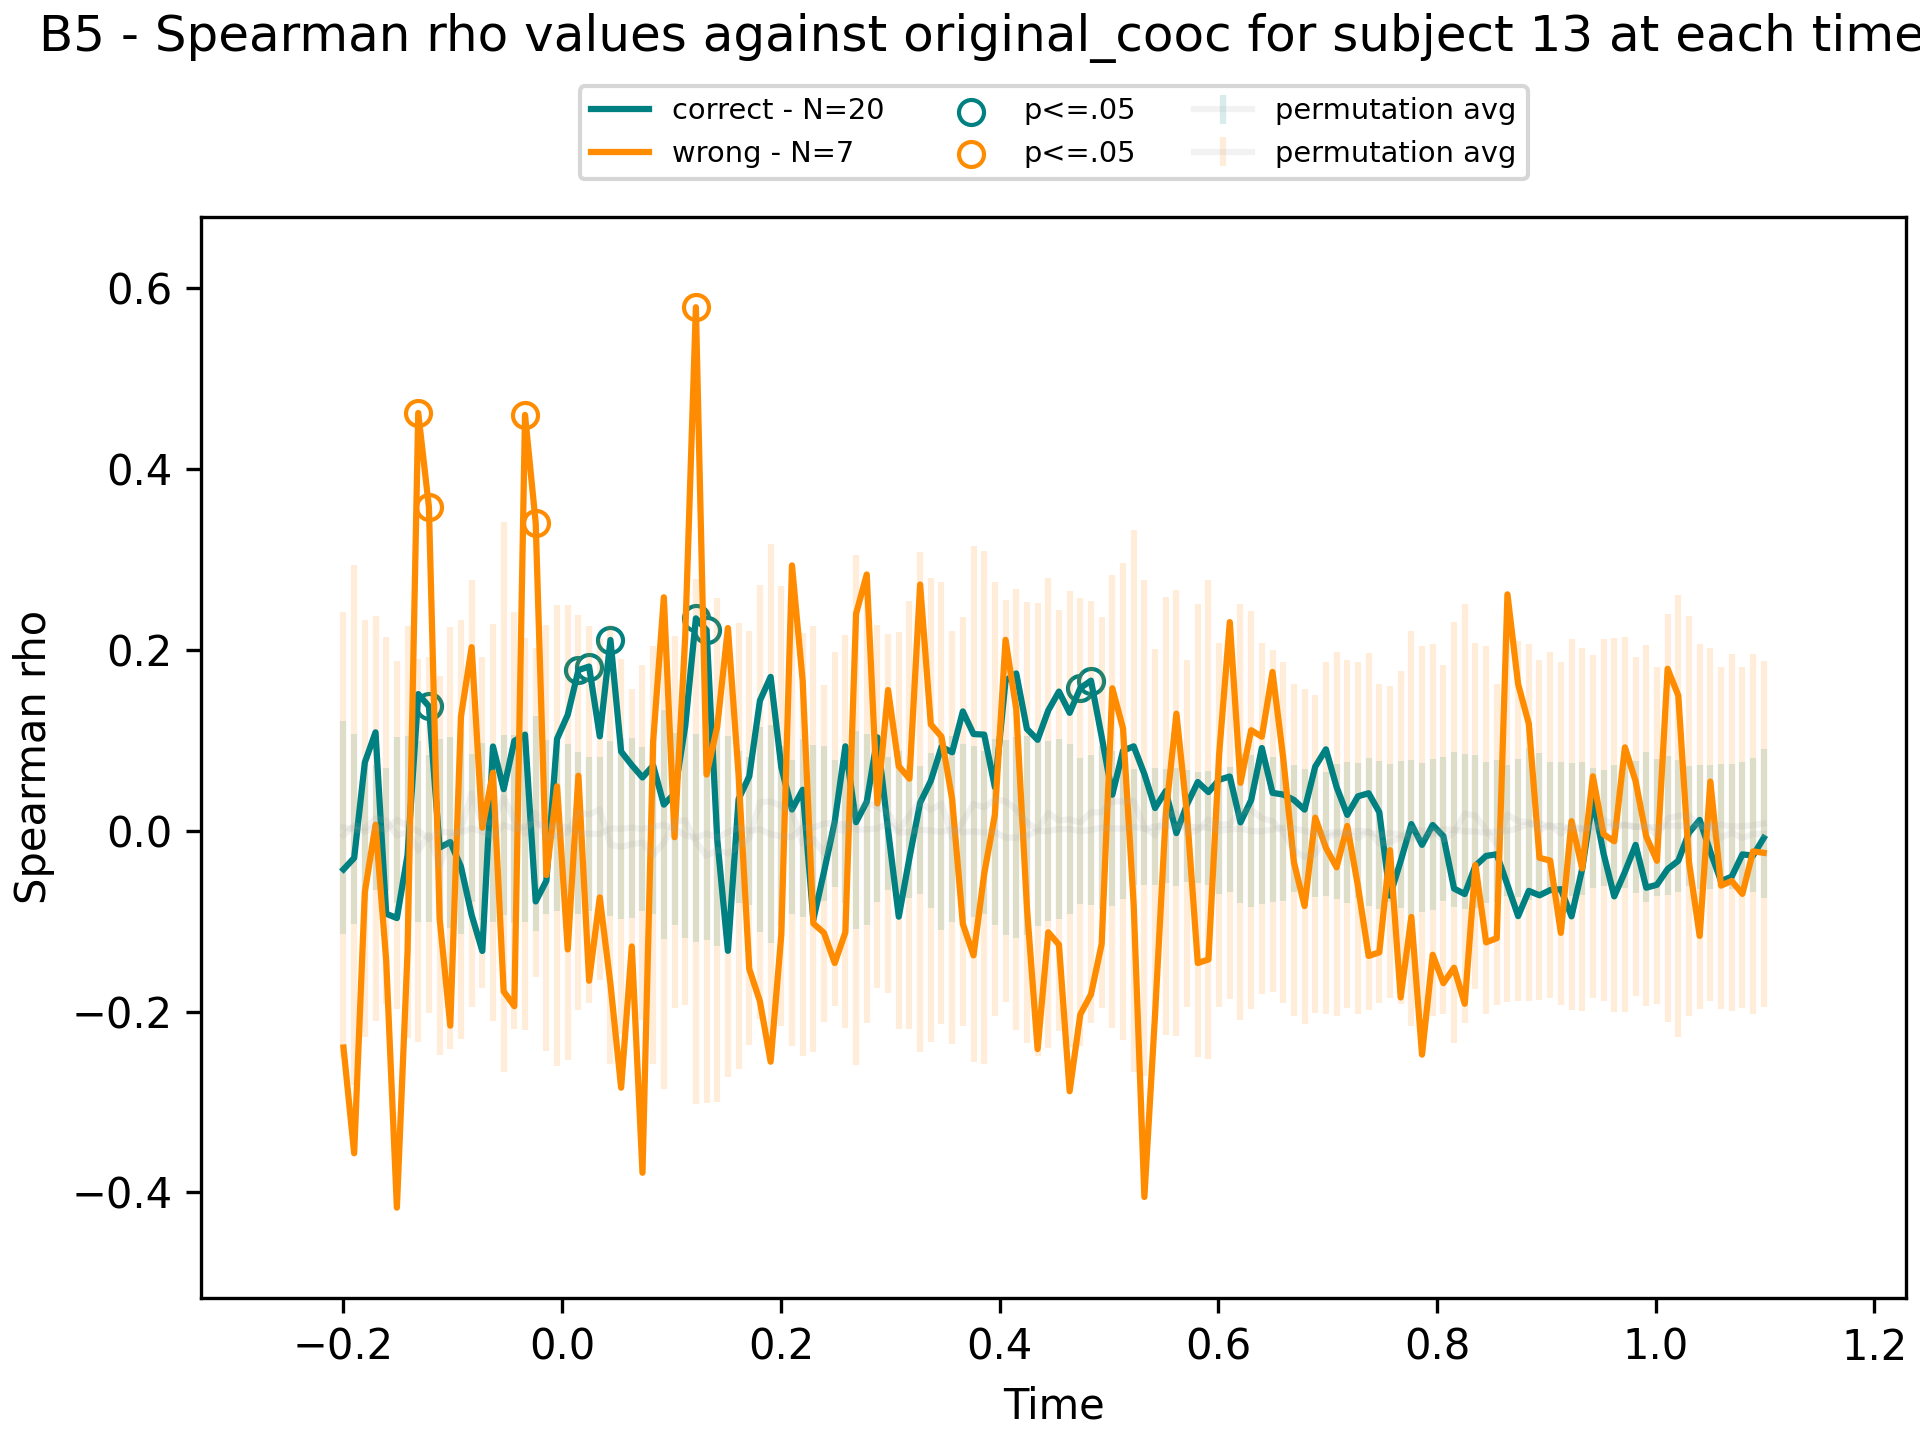 B5 - Spearman rho values against original_cooc for subject 13 at each time
correct - N=20
wrong - N=7
p<=.05
p<=.05
permutation avg
permutation avg
Spearman rho
0.6
0.4
0.2
0.0
−0.2
−0.4
−0.2 0.0 0.2 0.4 0.6 0.8 1.0 1.2
Time